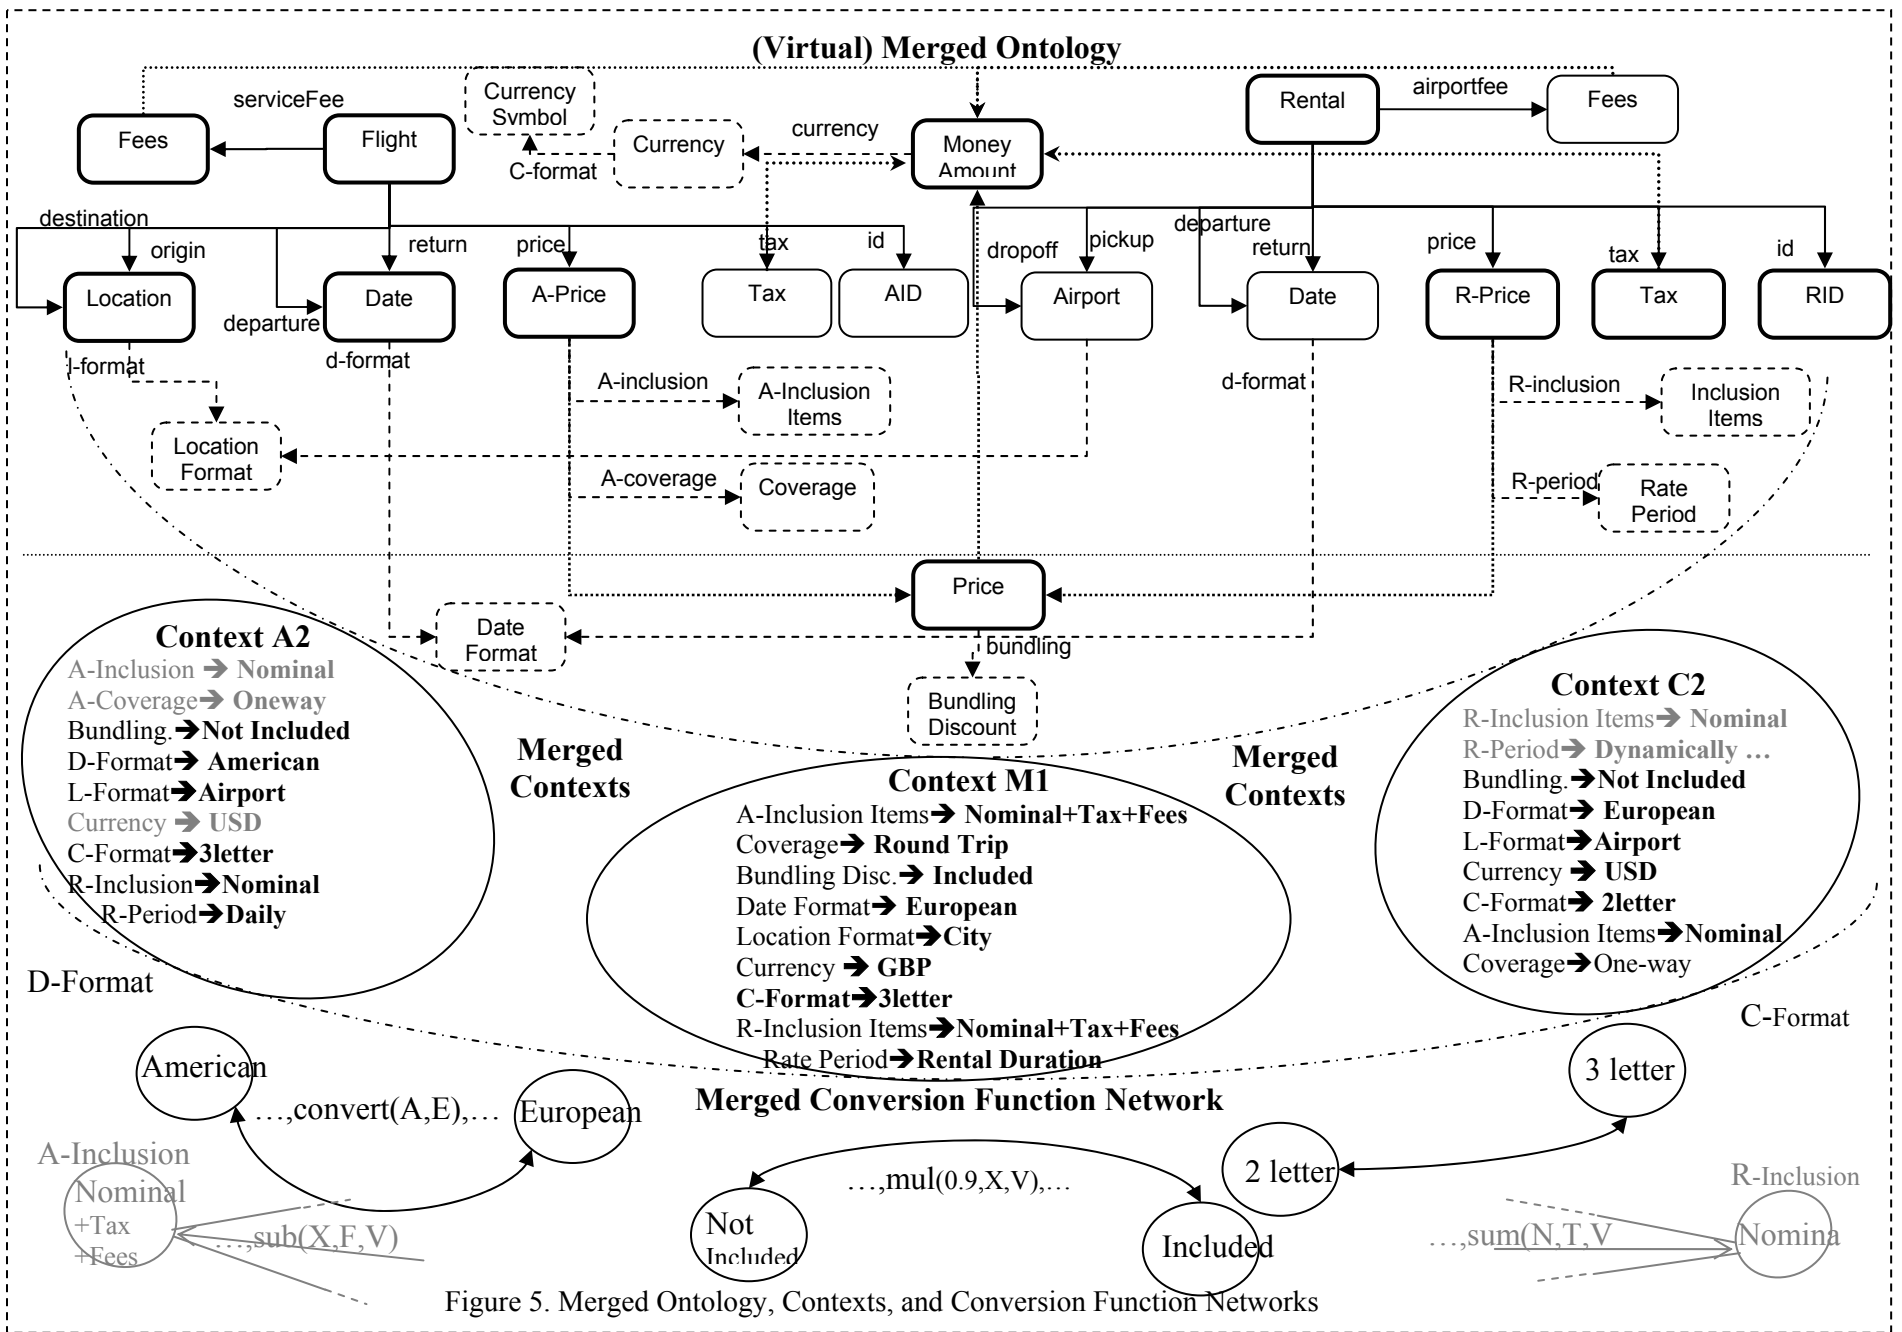 (Virtual) Merged Ontology
serviceFee
Currency
Symbol
Rental
airportfee
Fees
Fees
Flight
C-format
Currency
currency
Money
Amount
destination
origin
return
price
tax
id
dropoff
pickup
departure
return
price
tax
id
Location
departure
Date
A-Price
Tax
AID
Airport
Date
R-Price
Tax
RID
l-format
d-format
A-inclusion
A-Inclusion
Items
d-format
R-inclusion
Inclusion
Items
Location
Format
A-coverage
Coverage
R-period
Rate
Period
Price
Date
Format
bundling
Bundling
Discount
Context A2
A-Inclusion ➔ Nominal
A-Coverage➔ Oneway
Bundling.➔Not Included
D-Format➔ American
L-Format➔Airport
Currency ➔ USD
C-Format➔3letter
R-Inclusion➔Nominal
R-Period➔Daily
Merged
Contexts
Context M1
A-Inclusion Items➔ Nominal+Tax+Fees
Coverage➔ Round Trip
Bundling Disc.➔ Included
Date Format➔ European
Location Format➔City
Currency ➔ GBP
C-Format➔3letter
R-Inclusion Items➔Nominal+Tax+Fees
Rate Period➔Rental Duration
Merged
Contexts
Context C2
R-Inclusion Items➔ Nominal
R-Period➔ Dynamically …
Bundling.➔Not Included
D-Format➔ European
L-Format➔Airport
Currency ➔ USD
C-Format➔ 2letter
A-Inclusion Items➔Nominal
Coverage➔One-way
D-Format
C-Format
Merged Conversion Function Network
American
…,convert(A,E),…
European
3 letter
2 letter
A-Inclusion
Nominal
+Tax
+Fees
…,sub(X,F,V)
…,mul(0.9,X,V),…
Not
Included
Included
R-Inclusion
…,sum(N,T,V
Nomina
Figure 5. Merged Ontology, Contexts, and Conversion Function Networks